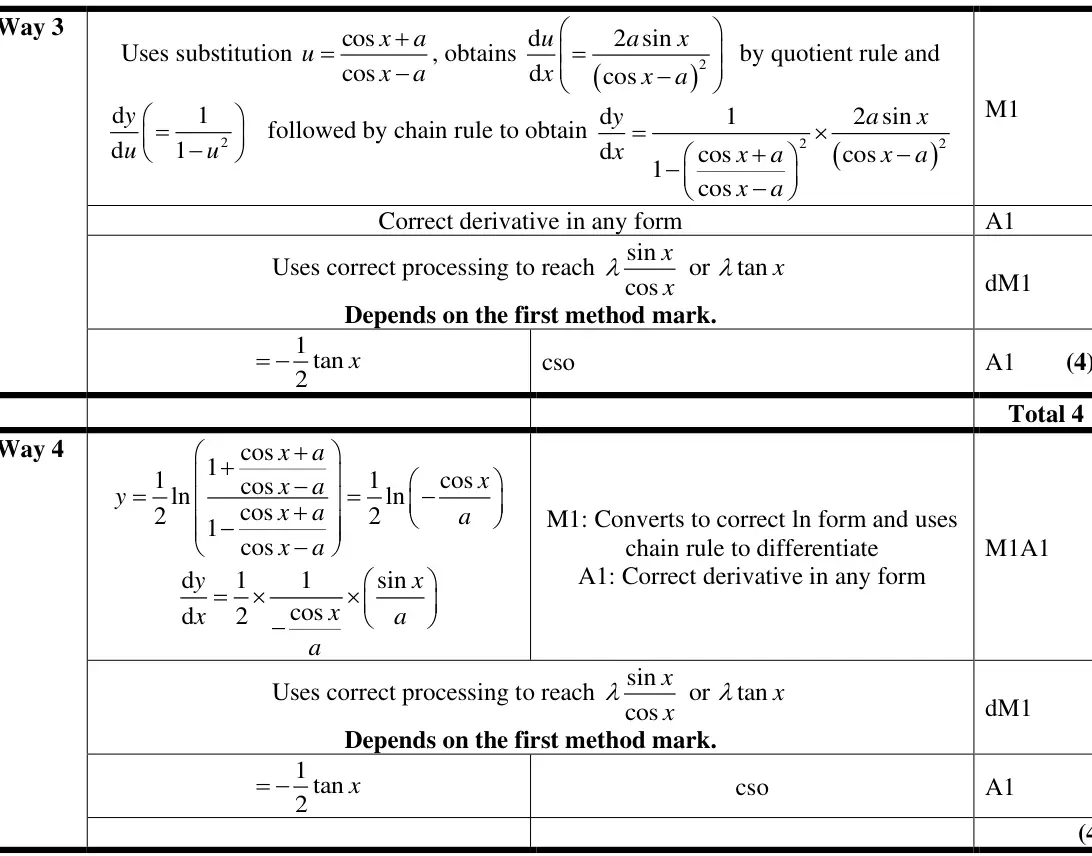 Way 3
Uses substitution u = (cos x + a)/(cos x − a), obtains du/dx ( = 2a sin x/(cos x − a)² ) by quotient rule and
dy/du ( = 1/(1 − u²) ) followed by chain rule to obtain dy/dx = 1/(1 − ((cos x + a)/(cos x − a))²) × 2a sin x/(cos x − a)²
M1
Correct derivative in any form A1
Uses correct processing to reach λ sin x/cos x or λ tan x
Depends on the first method mark.
dM1
= −1/2 tan x cso A1 (4)
Total 4
Way 4
y = 1/2 ln( (1 + (cos x + a)/(cos x − a))/(1 − (cos x + a)/(cos x − a)) ) = 1/2 ln( −cos x/a )
dy/dx = 1/2 × 1/(−cos x/a) × ( sin x/a )
M1: Converts to correct ln form and uses
chain rule to differentiate
A1: Correct derivative in any form
M1A1
Uses correct processing to reach λ sin x/cos x or λ tan x
Depends on the first method mark.
dM1
= −1/2 tan x cso A1
(4